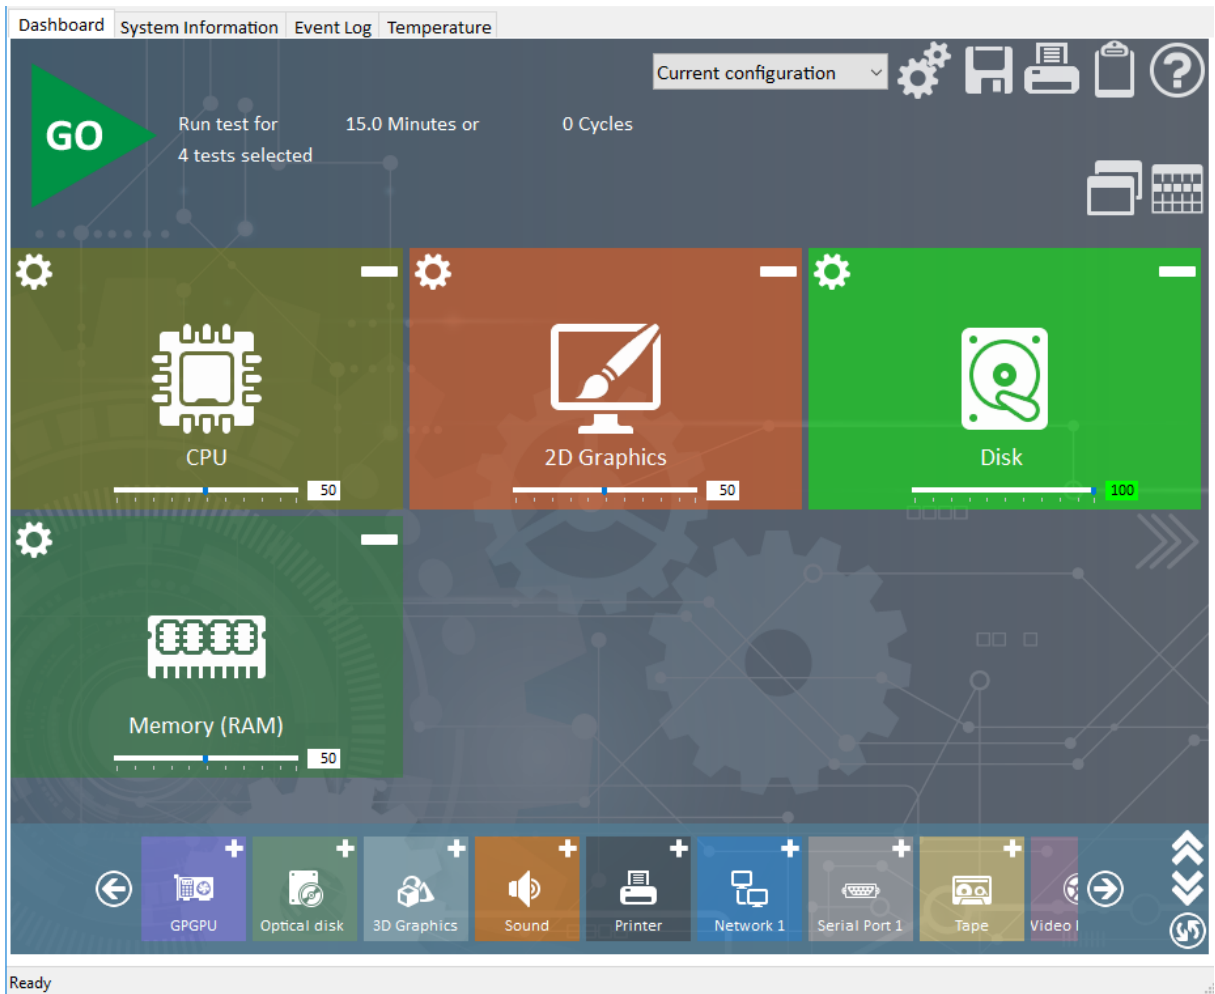 Dashboard System Information Event Log Temperature
Current configuration
GO
Run test for 15.0 Minutes or 0 Cycles
4 tests selected
CPU 2D Graphics Disk
50 50 100
Memory (RAM)
50
GPGPU Optical disk 3D Graphics Sound Printer Network 1 Serial Port 1 Tape Video
Ready